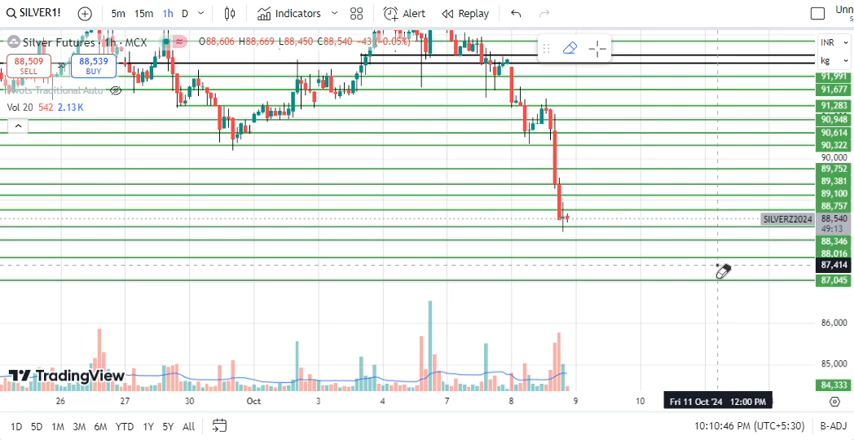 SILVER1! 5m 15m 1h D Indicators Alert Replay Unn
Silver Futures · 1h · MCX O88,606 H88,669 L88,450 C88,540 INR
88,509 SELL 88,539 BUY kg
Pivots Traditional Auto
Vol 20 542 2.13 K
91,991
91,677
91,283
90,948
90,614
90,322
90,000
89,752
89,381
89,100
88,757
SILVERZ2024 88,540
49:13
88,346
88,016
87,414
87,045
86,000
85,000
84,333
TradingView
26 27 30 Oct 3 4 7 8 9 10 Fri 11 Oct '24 12:00 PM
1D 5D 1M 3M 6M YTD 1Y 5Y All 10:10:46 PM (UTC+5:30) B-ADJ